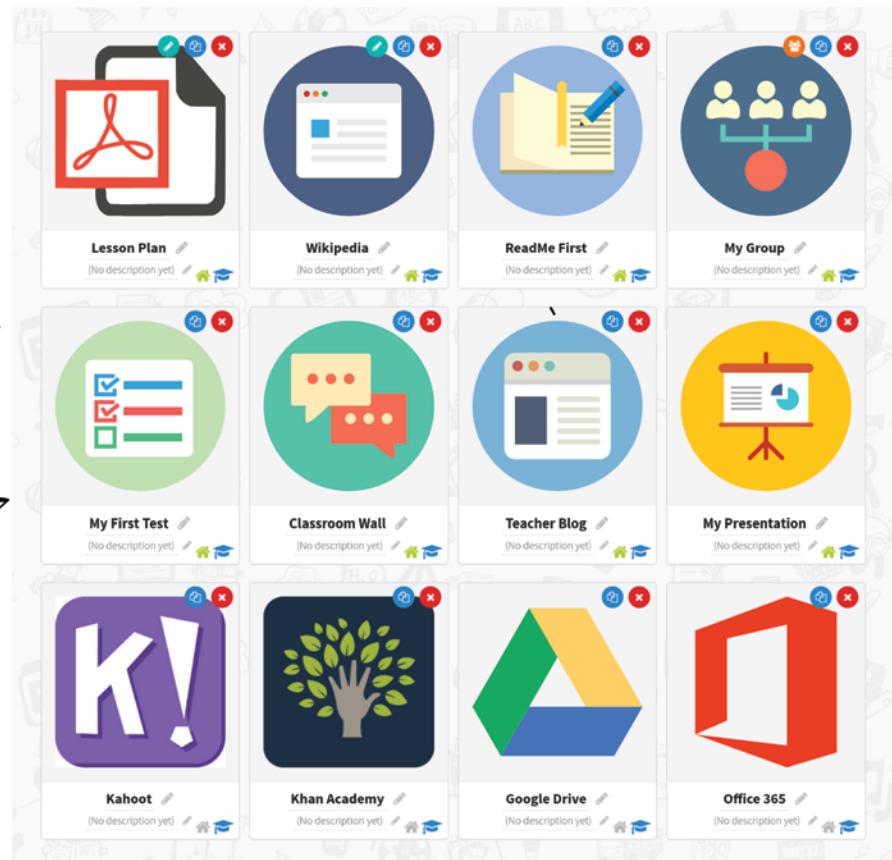 Lesson Plan
(No description yet)
Wikipedia
(No description yet)
ReadMe First
(No description yet)
My Group
(No description yet)
My First Test
(No description yet)
Classroom Wall
(No description yet)
Teacher Blog
(No description yet)
My Presentation
(No description yet)
K!
Kahoot
(No description yet)
Khan Academy
(No description yet)
Google Drive
(No description yet)
Office 365
(No description yet)